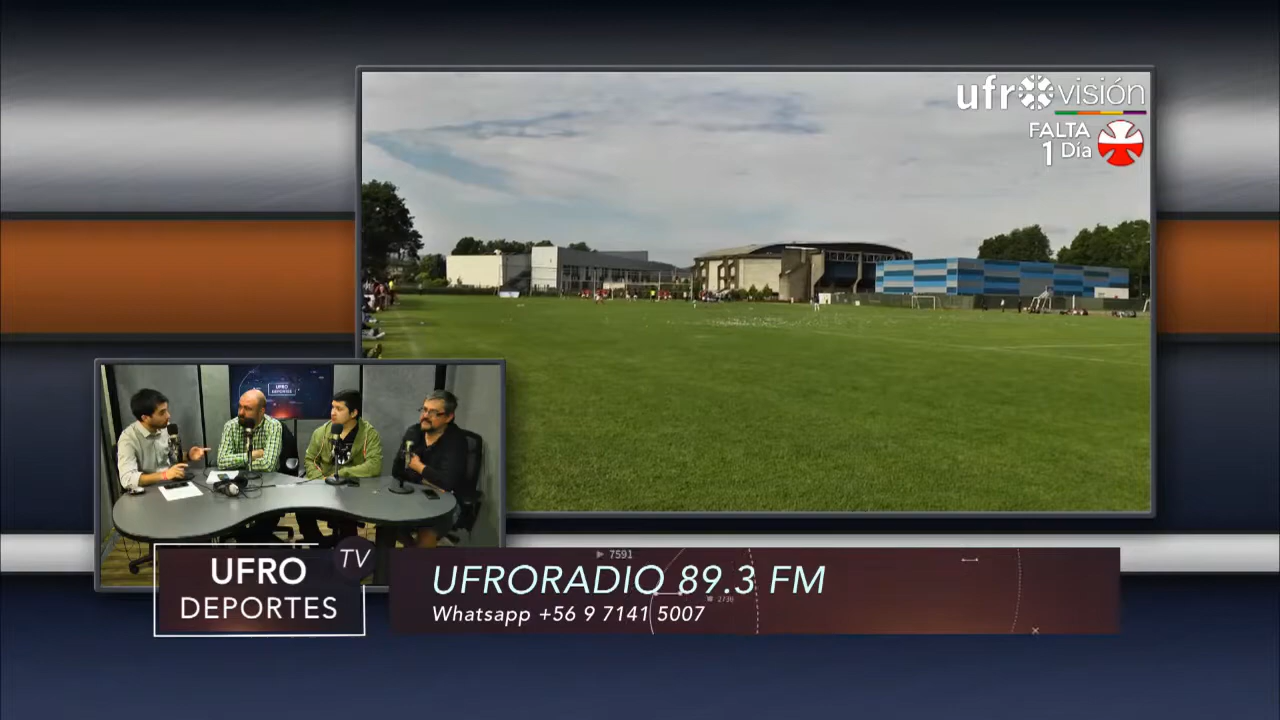 ufro visión
FALTA
1 Día
UFRO
DEPORTES
UFRO
DEPORTES
TV
7591
UFRORADIO 89.3 FM
Whatsapp +56 9 7141 5007